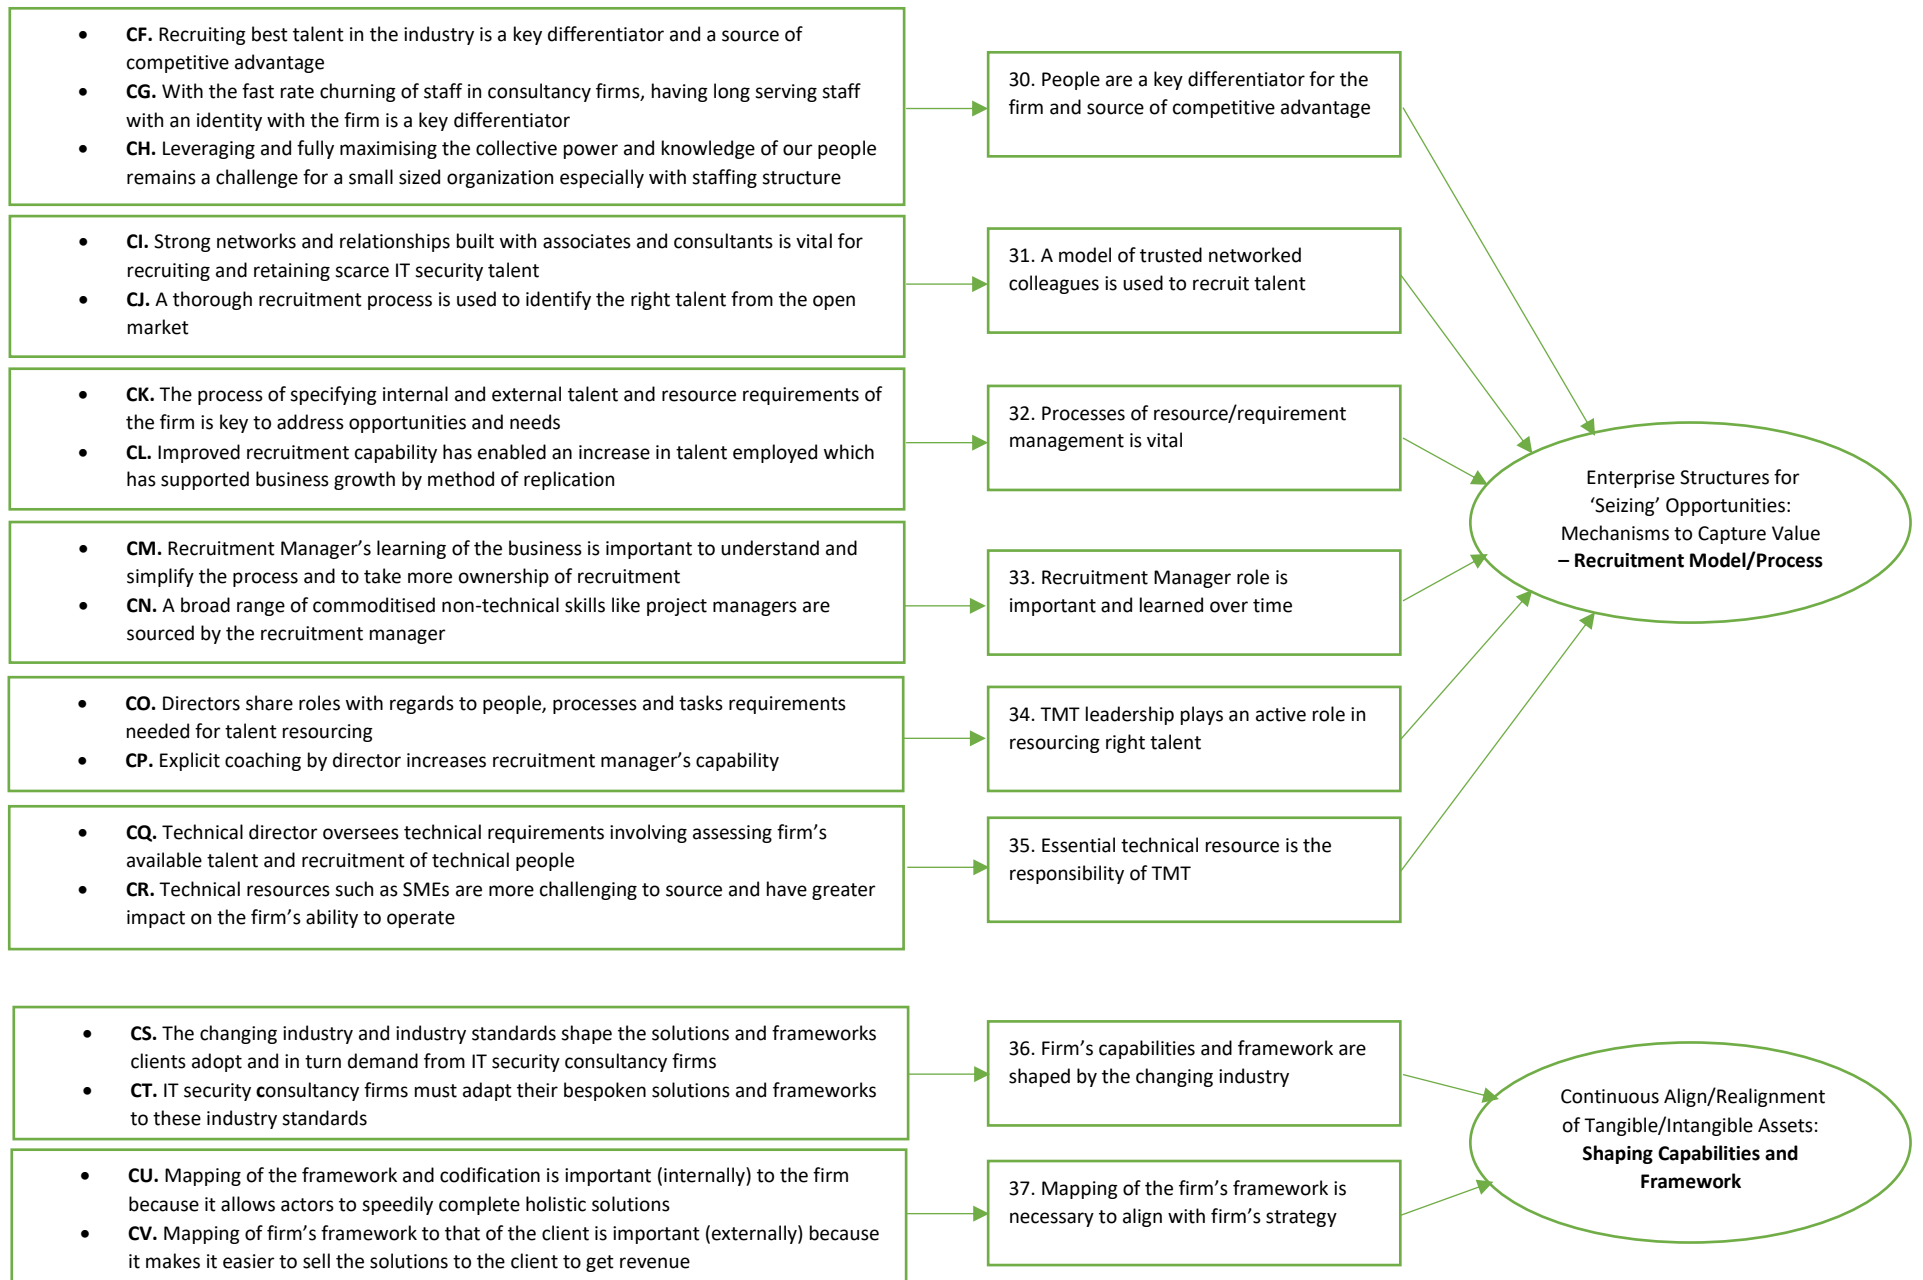 • CF. Recruiting best talent in the industry is a key differentiator and a source of
competitive advantage
• CG. With the fast rate churning of staff in consultancy firms, having long serving staff
with an identity with the firm is a key differentiator
• CH. Leveraging and fully maximising the collective power and knowledge of our people
remains a challenge for a small sized organization especially with staffing structure
30. People are a key differentiator for the
firm and source of competitive advantage
• CI. Strong networks and relationships built with associates and consultants is vital for
recruiting and retaining scarce IT security talent
• CJ. A thorough recruitment process is used to identify the right talent from the open
market
31. A model of trusted networked
colleagues is used to recruit talent
• CK. The process of specifying internal and external talent and resource requirements of
the firm is key to address opportunities and needs
• CL. Improved recruitment capability has enabled an increase in talent employed which
has supported business growth by method of replication
32. Processes of resource/requirement
management is vital
• CM. Recruitment Manager’s learning of the business is important to understand and
simplify the process and to take more ownership of recruitment
• CN. A broad range of commoditised non-technical skills like project managers are
sourced by the recruitment manager
33. Recruitment Manager role is
important and learned over time
• CO. Directors share roles with regards to people, processes and tasks requirements
needed for talent resourcing
• CP. Explicit coaching by director increases recruitment manager’s capability
34. TMT leadership plays an active role in
resourcing right talent
• CQ. Technical director oversees technical requirements involving assessing firm’s
available talent and recruitment of technical people
• CR. Technical resources such as SMEs are more challenging to source and have greater
impact on the firm’s ability to operate
35. Essential technical resource is the
responsibility of TMT
Enterprise Structures for
‘Seizing’ Opportunities:
Mechanisms to Capture Value
– Recruitment Model/Process
• CS. The changing industry and industry standards shape the solutions and frameworks
clients adopt and in turn demand from IT security consultancy firms
• CT. IT security consultancy firms must adapt their bespoken solutions and frameworks
to these industry standards
36. Firm’s capabilities and framework are
shaped by the changing industry
• CU. Mapping of the framework and codification is important (internally) to the firm
because it allows actors to speedily complete holistic solutions
• CV. Mapping of firm’s framework to that of the client is important (externally) because
it makes it easier to sell the solutions to the client to get revenue
37. Mapping of the firm’s framework is
necessary to align with firm’s strategy
Continuous Align/Realignment
of Tangible/Intangible Assets:
Shaping Capabilities and
Framework